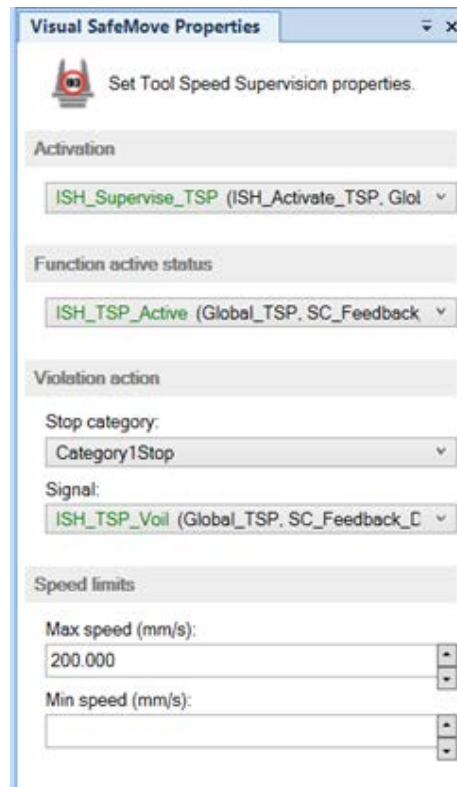 Visual SafeMove Properties
Set Tool Speed Supervision properties.
Activation
ISH_Supervise_TSP (ISH_Activate_TSP, Glol
Function active status
ISH_TSP_Active (Global_TSP, SC_Feedback_
Violation action
Stop category:
Category1Stop
Signal:
ISH_TSP_Voil (Global_TSP, SC_Feedback_D
Speed limits
Max speed (mm/s):
200.000
Min speed (mm/s):